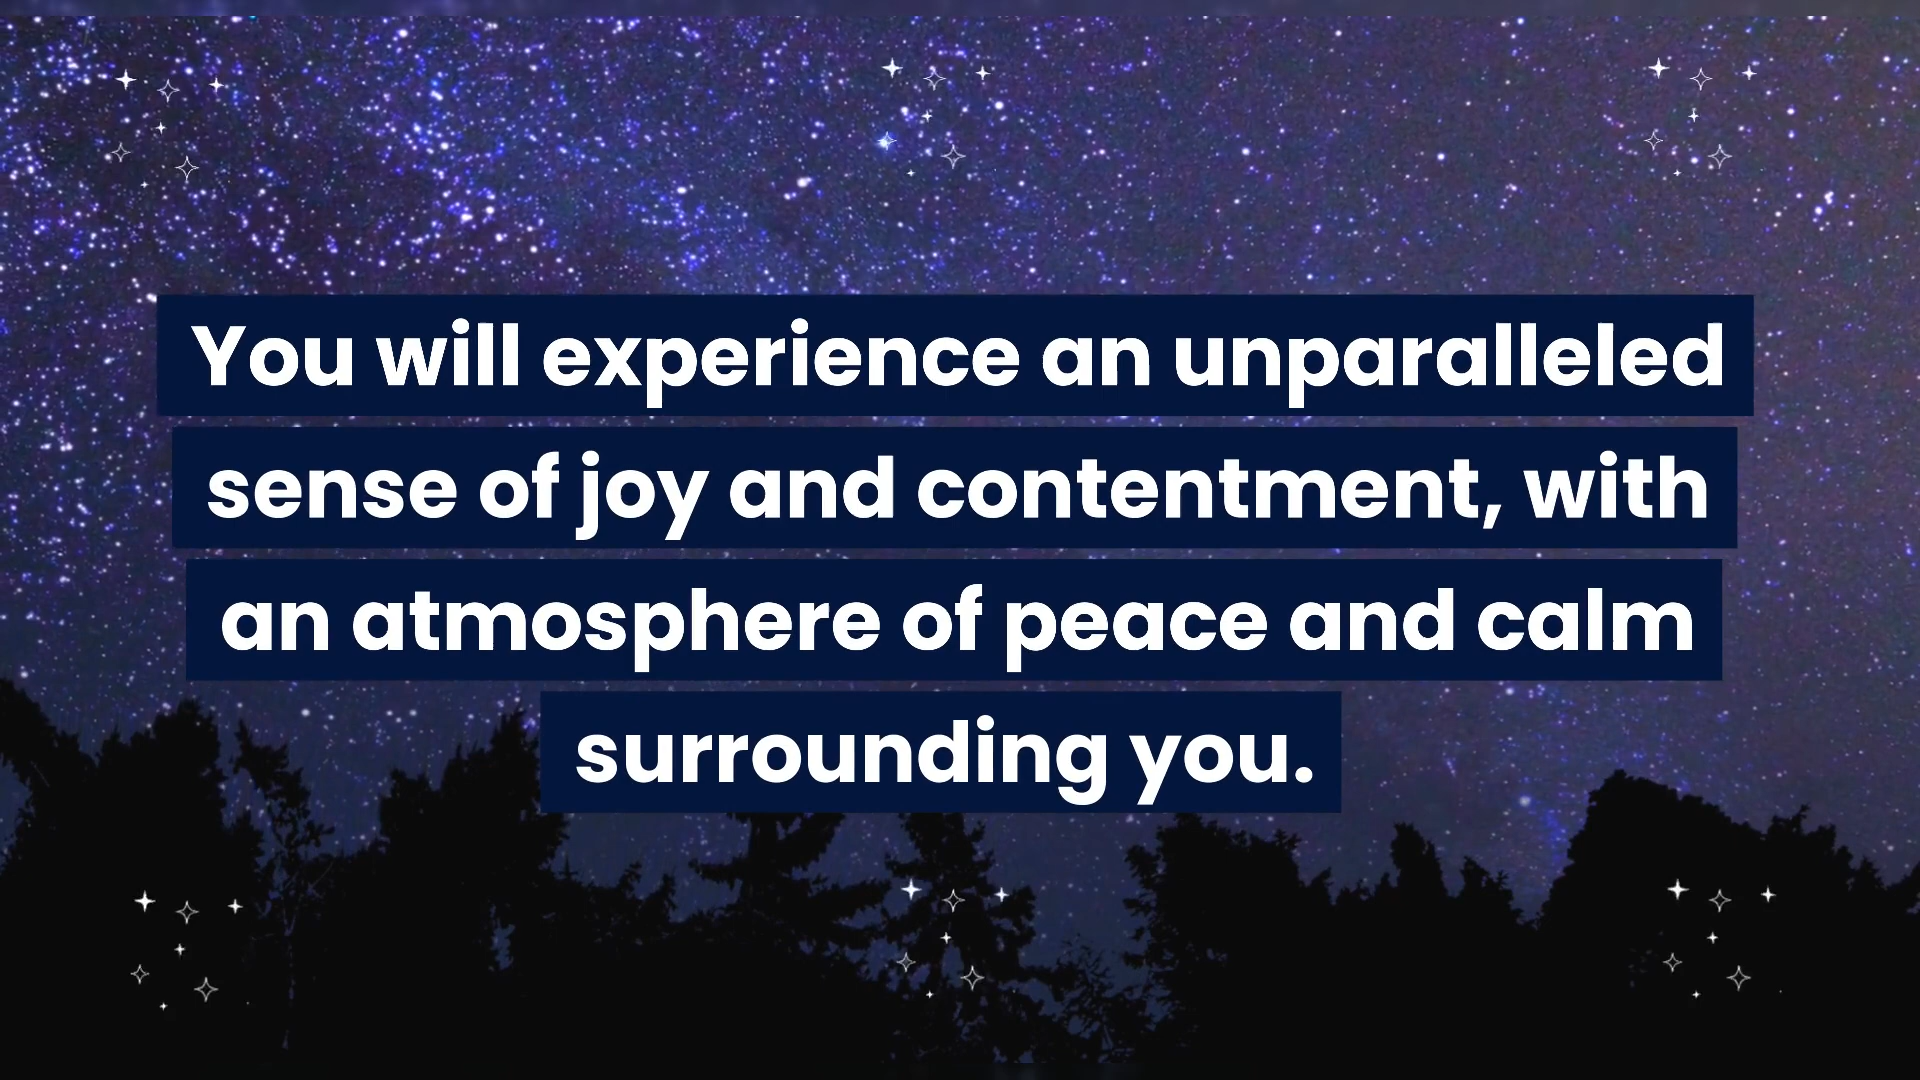 You will experience an unparalleled
sense of joy and contentment, with
an atmosphere of peace and calm
surrounding you.